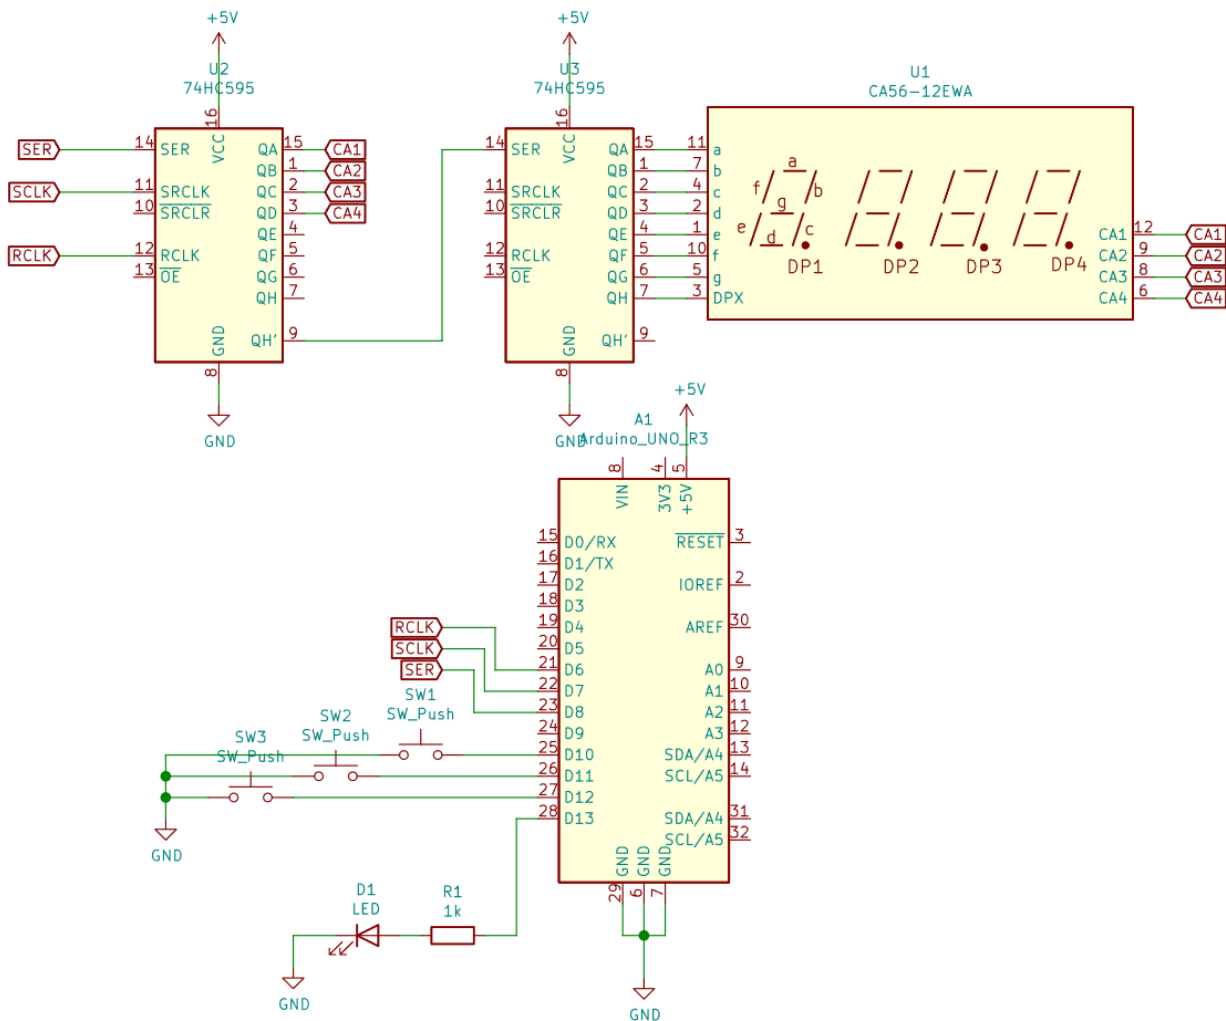 +5V
+5V
U2
74HC595
U3
74HC595
U1
CA56-12EWA
16
VCC
16
VCC
SER
14
SER
QA
15
CA1
QB
1
CA2
SCLK
11
SRCLK
QC
2
CA3
10
SRCLR
QD
3
CA4
QE
4
RCLK
12
RCLK
QF
5
13
OE
QG
6
QH
7
GND
QH'
9
8
GND
14
SER
QA
15
QB
1
11
SRCLK
QC
2
10
SRCLR
QD
3
QE
4
12
RCLK
QF
5
13
OE
QG
6
QH
7
GND
QH'
9
8
GND
11
a
7
b
4
c
2
d
1
e
10
f
5
g
3
DPX
a
f
b
g
e
d
c
DP1
DP2
DP3
DP4
CA1
12
CA1
CA2
9
CA2
CA3
8
CA3
CA4
6
CA4
+5V
A1
Arduino_UNO_R3
8
VIN
4
3V3
5
+5V
15
D0/RX
16
D1/TX
17
D2
18
D3
19
D4
20
D5
RCLK
21
D6
SCLK
22
D7
SER
23
D8
24
D9
25
D10
26
D11
27
D12
28
D13
RESET
3
IOREF
2
AREF
30
A0
9
A1
10
A2
11
A3
12
SDA/A4
13
SCL/A5
14
SDA/A4
31
SCL/A5
32
SW1
SW_Push
SW2
SW_Push
SW3
SW_Push
GND
GND
29
GND
6
GND
7
D1
LED
R1
1k
GND
GND